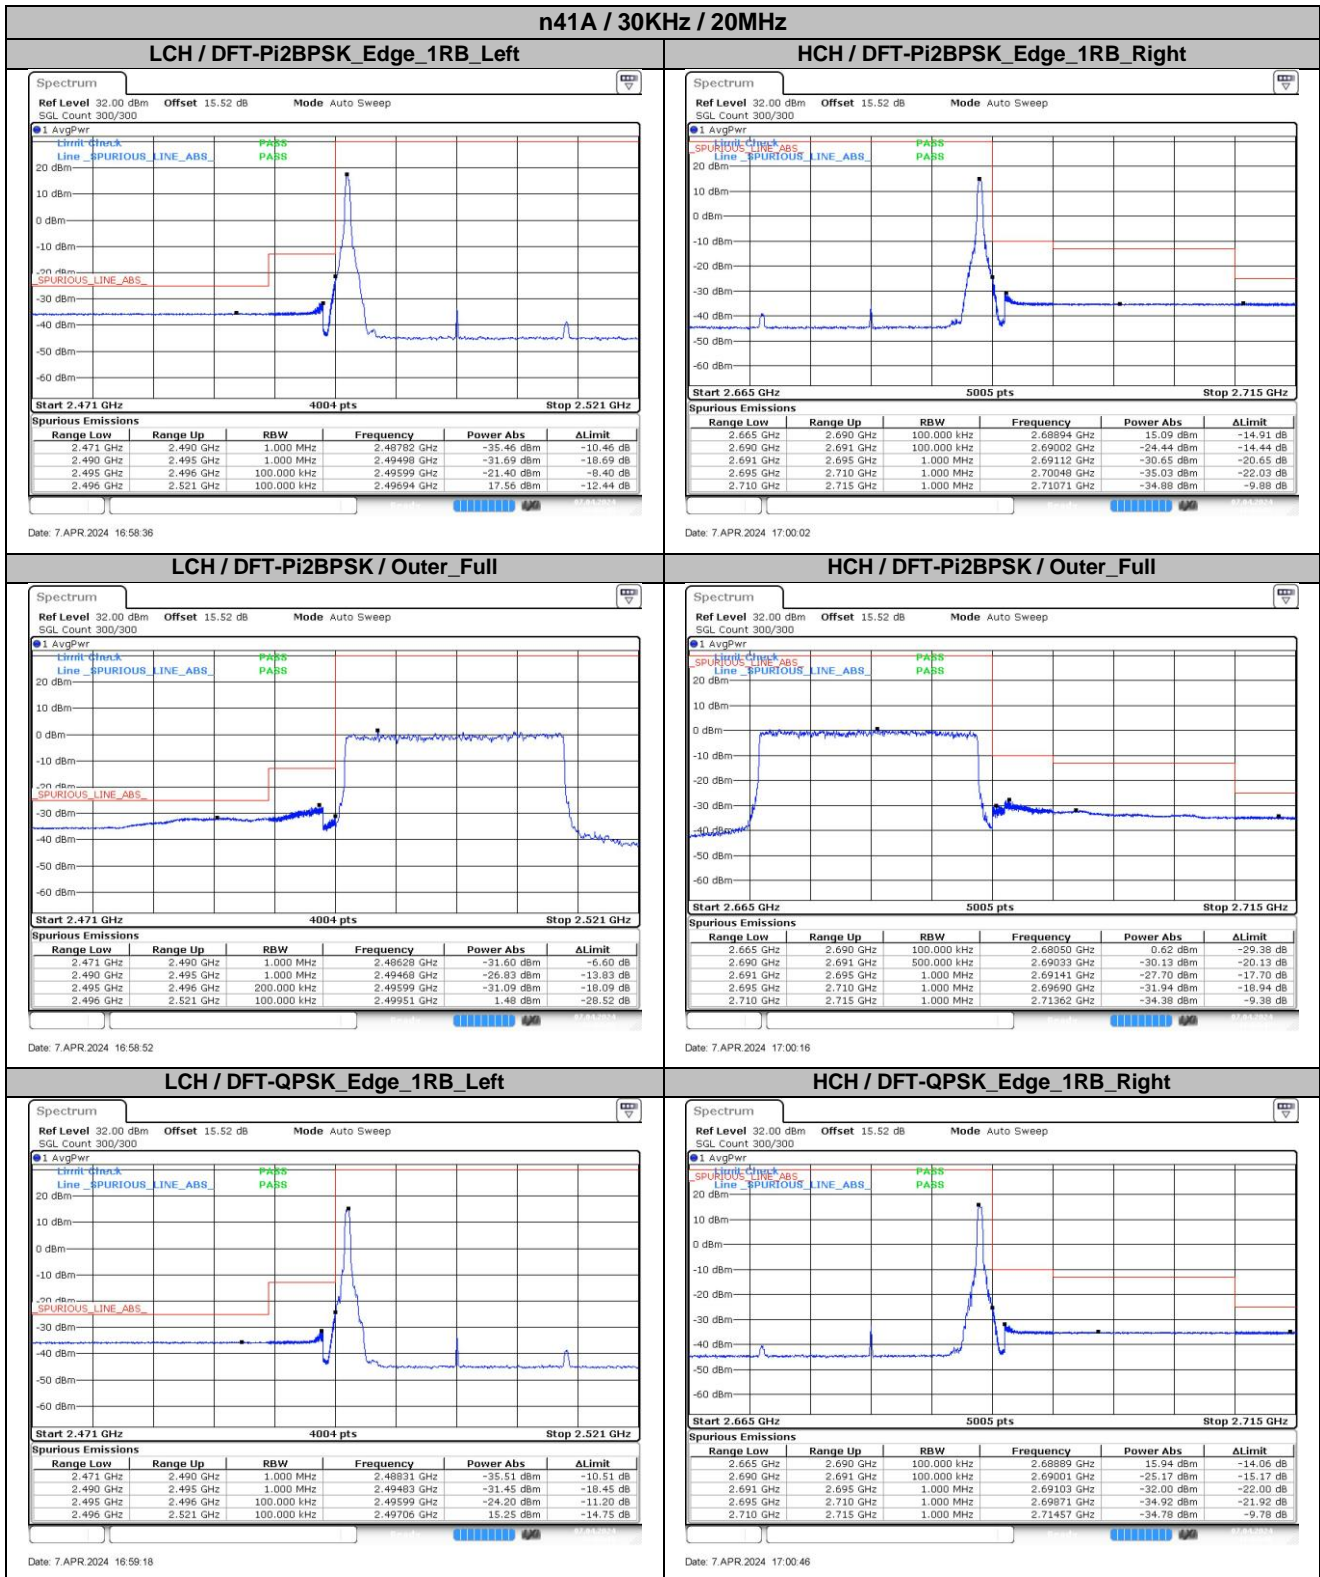 n41A / 30KHz / 20MHz
LCH / DFT-Pi2BPSK_Edge_1RB_Left
HCH / DFT-Pi2BPSK_Edge_1RB_Right
Spectrum
Ref Level 32.00 dBm Offset 15.52 dB Mode Auto Sweep
SGL Count 300/300
1 AvgPwr
Limit Check PASS
Line _SPURIOUS_LINE_ABS_ PASS
20 dBm
10 dBm
0 dBm
-10 dBm
-20 dBm
_SPURIOUS_LINE_ABS_
-30 dBm
-40 dBm
-50 dBm
-60 dBm
Start 2.471 GHz 4004 pts Stop 2.521 GHz
Spurious Emissions
Range Low Range Up RBW Frequency Power Abs ΔLimit
2.471 GHz 2.490 GHz 1.000 MHz 2.48782 GHz -35.46 dBm -10.46 dB
2.490 GHz 2.495 GHz 1.000 MHz 2.49498 GHz -31.69 dBm -18.69 dB
2.495 GHz 2.496 GHz 100.000 kHz 2.49599 GHz -21.40 dBm -8.40 dB
2.496 GHz 2.521 GHz 100.000 kHz 2.49694 GHz 17.56 dBm -12.44 dB
Date: 7.APR.2024 16:58:36
Spectrum
Ref Level 32.00 dBm Offset 15.52 dB Mode Auto Sweep
SGL Count 300/300
1 AvgPwr
Limit Check PASS
_SPURIOUS_LINE_ABS_
Line _SPURIOUS_LINE_ABS_ PASS
20 dBm
10 dBm
0 dBm
-10 dBm
-20 dBm
-30 dBm
-40 dBm
-50 dBm
-60 dBm
Start 2.665 GHz 5005 pts Stop 2.715 GHz
Spurious Emissions
Range Low Range Up RBW Frequency Power Abs ΔLimit
2.665 GHz 2.690 GHz 100.000 kHz 2.68894 GHz 15.09 dBm -14.91 dB
2.690 GHz 2.691 GHz 100.000 kHz 2.69002 GHz -24.44 dBm -14.44 dB
2.691 GHz 2.695 GHz 1.000 MHz 2.69112 GHz -30.65 dBm -20.65 dB
2.695 GHz 2.710 GHz 1.000 MHz 2.70048 GHz -35.03 dBm -22.03 dB
2.710 GHz 2.715 GHz 1.000 MHz 2.71071 GHz -34.88 dBm -9.88 dB
Date: 7.APR.2024 17:00:02
LCH / DFT-Pi2BPSK / Outer_Full
HCH / DFT-Pi2BPSK / Outer_Full
Spectrum
Ref Level 32.00 dBm Offset 15.52 dB Mode Auto Sweep
SGL Count 300/300
1 AvgPwr
Limit Check PASS
Line _SPURIOUS_LINE_ABS_ PASS
20 dBm
10 dBm
0 dBm
-10 dBm
-20 dBm
_SPURIOUS_LINE_ABS_
-30 dBm
-40 dBm
-50 dBm
-60 dBm
Start 2.471 GHz 4004 pts Stop 2.521 GHz
Spurious Emissions
Range Low Range Up RBW Frequency Power Abs ΔLimit
2.471 GHz 2.490 GHz 1.000 MHz 2.48628 GHz -31.60 dBm -6.60 dB
2.490 GHz 2.495 GHz 1.000 MHz 2.49468 GHz -26.83 dBm -13.83 dB
2.495 GHz 2.496 GHz 200.000 kHz 2.49599 GHz -31.09 dBm -18.09 dB
2.496 GHz 2.521 GHz 100.000 kHz 2.49951 GHz 1.48 dBm -28.52 dB
Date: 7.APR.2024 16:58:52
Spectrum
Ref Level 32.00 dBm Offset 15.52 dB Mode Auto Sweep
SGL Count 300/300
1 AvgPwr
Limit Check PASS
_SPURIOUS_LINE_ABS_
Line _SPURIOUS_LINE_ABS_ PASS
20 dBm
10 dBm
0 dBm
-10 dBm
-20 dBm
-30 dBm
-40 dBm
-50 dBm
-60 dBm
Start 2.665 GHz 5005 pts Stop 2.715 GHz
Spurious Emissions
Range Low Range Up RBW Frequency Power Abs ΔLimit
2.665 GHz 2.690 GHz 100.000 kHz 2.68050 GHz 0.62 dBm -29.38 dB
2.690 GHz 2.691 GHz 500.000 kHz 2.69033 GHz -30.13 dBm -20.13 dB
2.691 GHz 2.695 GHz 1.000 MHz 2.69141 GHz -27.70 dBm -17.70 dB
2.695 GHz 2.710 GHz 1.000 MHz 2.69690 GHz -31.94 dBm -18.94 dB
2.710 GHz 2.715 GHz 1.000 MHz 2.71362 GHz -34.38 dBm -9.38 dB
Date: 7.APR.2024 17:00:16
LCH / DFT-QPSK_Edge_1RB_Left
HCH / DFT-QPSK_Edge_1RB_Right
Spectrum
Ref Level 32.00 dBm Offset 15.52 dB Mode Auto Sweep
SGL Count 300/300
1 AvgPwr
Limit Check PASS
Line _SPURIOUS_LINE_ABS_ PASS
20 dBm
10 dBm
0 dBm
-10 dBm
-20 dBm
_SPURIOUS_LINE_ABS_
-30 dBm
-40 dBm
-50 dBm
-60 dBm
Start 2.471 GHz 4004 pts Stop 2.521 GHz
Spurious Emissions
Range Low Range Up RBW Frequency Power Abs ΔLimit
2.471 GHz 2.490 GHz 1.000 MHz 2.48831 GHz -35.51 dBm -10.51 dB
2.490 GHz 2.495 GHz 1.000 MHz 2.49483 GHz -31.45 dBm -18.45 dB
2.495 GHz 2.496 GHz 100.000 kHz 2.49599 GHz -24.20 dBm -11.20 dB
2.496 GHz 2.521 GHz 100.000 kHz 2.49706 GHz 15.25 dBm -14.75 dB
Date: 7.APR.2024 16:59:18
Spectrum
Ref Level 32.00 dBm Offset 15.52 dB Mode Auto Sweep
SGL Count 300/300
1 AvgPwr
Limit Check PASS
_SPURIOUS_LINE_ABS_
Line _SPURIOUS_LINE_ABS_ PASS
20 dBm
10 dBm
0 dBm
-10 dBm
-20 dBm
-30 dBm
-40 dBm
-50 dBm
-60 dBm
Start 2.665 GHz 5005 pts Stop 2.715 GHz
Spurious Emissions
Range Low Range Up RBW Frequency Power Abs ΔLimit
2.665 GHz 2.690 GHz 100.000 kHz 2.68889 GHz 15.94 dBm -14.06 dB
2.690 GHz 2.691 GHz 100.000 kHz 2.69001 GHz -25.17 dBm -15.17 dB
2.691 GHz 2.695 GHz 1.000 MHz 2.69103 GHz -32.00 dBm -22.00 dB
2.695 GHz 2.710 GHz 1.000 MHz 2.69871 GHz -34.92 dBm -21.92 dB
2.710 GHz 2.715 GHz 1.000 MHz 2.71457 GHz -34.78 dBm -9.78 dB
Date: 7.APR.2024 17:00:46